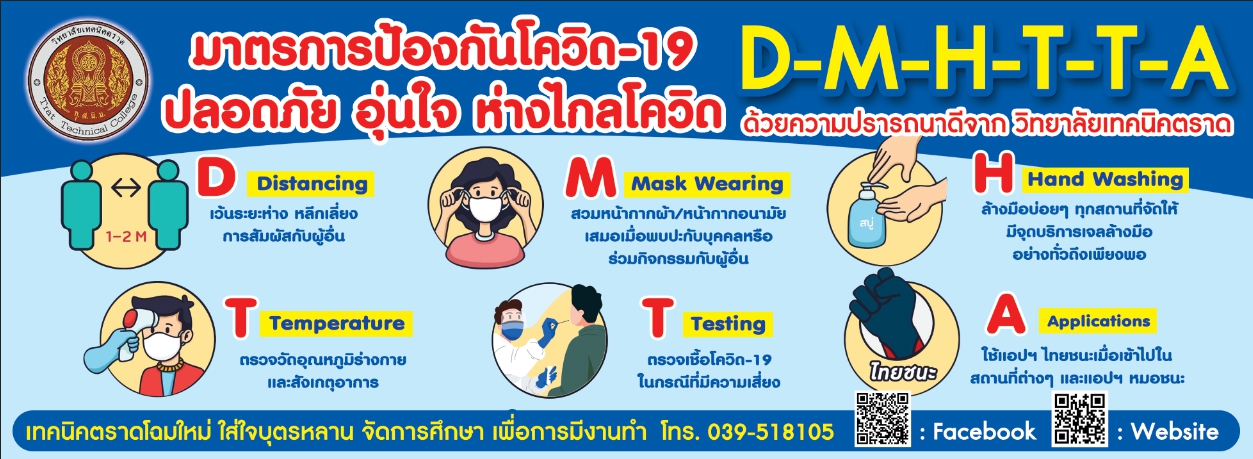 วิทยาลัยเทคนิคตราด
Trat Technical College
มาตรการป้องกันโควิด-19
ปลอดภัย อุ่นใจ ห่างไกลโควิด
D-M-H-T-T-A
ด้วยความปรารถนาดีจาก วิทยาลัยเทคนิคตราด
1-2 M
D Distancing
เว้นระยะห่าง หลีกเลี่ยง
การสัมผัสกับผู้อื่น
M Mask Wearing
สวมหน้ากากผ้า/หน้ากากอนามัย
เสมอเมื่อพบปะกับบุคคลหรือ
ร่วมกิจกรรมกับผู้อื่น
สบู่
H Hand Washing
ล้างมือบ่อยๆ ทุกสถานที่จัดให้
มีจุดบริการเจลล้างมือ
อย่างทั่วถึงเพียงพอ
T Temperature
ตรวจวัดอุณหภูมิร่างกาย
และสังเกตุอาการ
T Testing
ตรวจเชื้อโควิด-19
ในกรณีที่มีความเสี่ยง
ไทยชนะ
A Applications
ใช้แอปฯ ไทยชนะเมื่อเข้าไปใน
สถานที่ต่างๆ และแอปฯ หมอชนะ
เทคนิคตราดโฉมใหม่ ใส่ใจบุตรหลาน จัดการศึกษา เพื่อการมีงานทำ โทร. 039-518105 : Facebook : Website